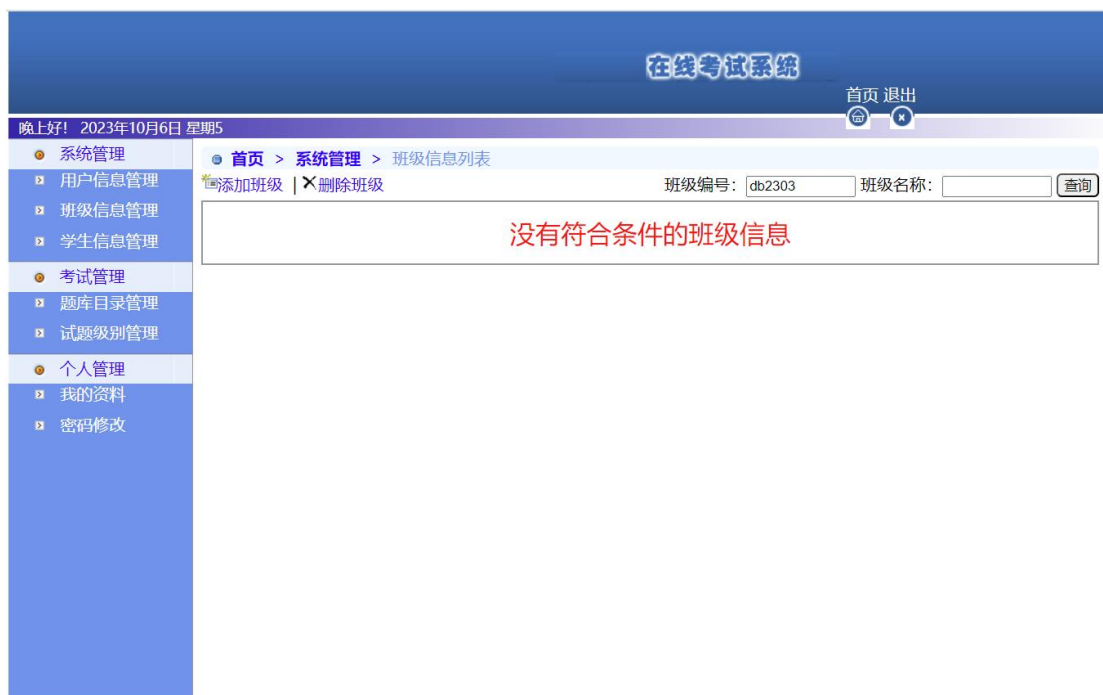 在线考试系统
首页 退出
晚上好! 2023年10月6日 星期5
系统管理
用户信息管理
班级信息管理
学生信息管理
考试管理
题库目录管理
试题级别管理
个人管理
我的资料
密码修改
首页 > 系统管理 > 班级信息列表
添加班级 | 删除班级 班级编号: db2303 班级名称: 查询
没有符合条件的班级信息